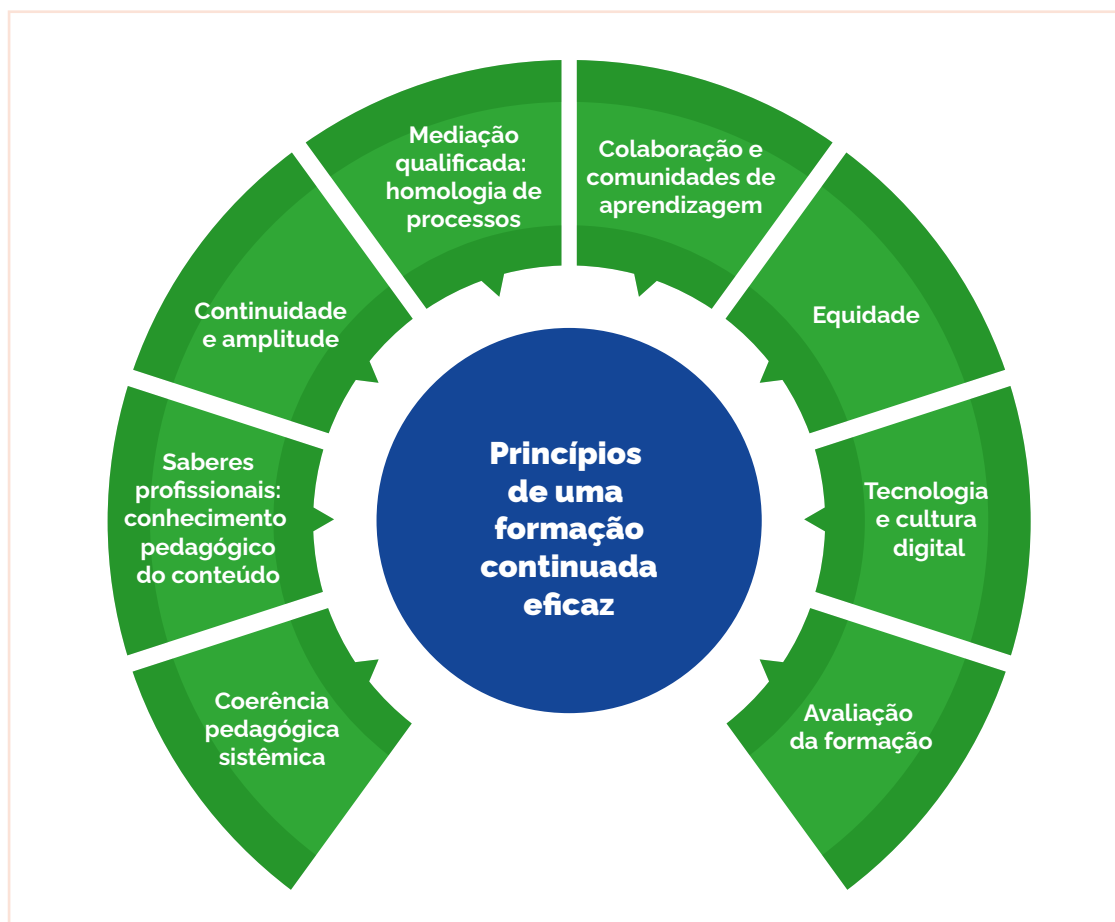 Mediação
qualificada:
homologia de
processos
Colaboração e
comunidades de
aprendizagem
Continuidade
e amplitude
Equidade
Saberes
profissionais:
conhecimento
pedagógico
do conteúdo
Princípios
de uma
formação
continuada
eficaz
Tecnologia
e cultura
digital
Coerência
pedagógica
sistêmica
Avaliação
da formação